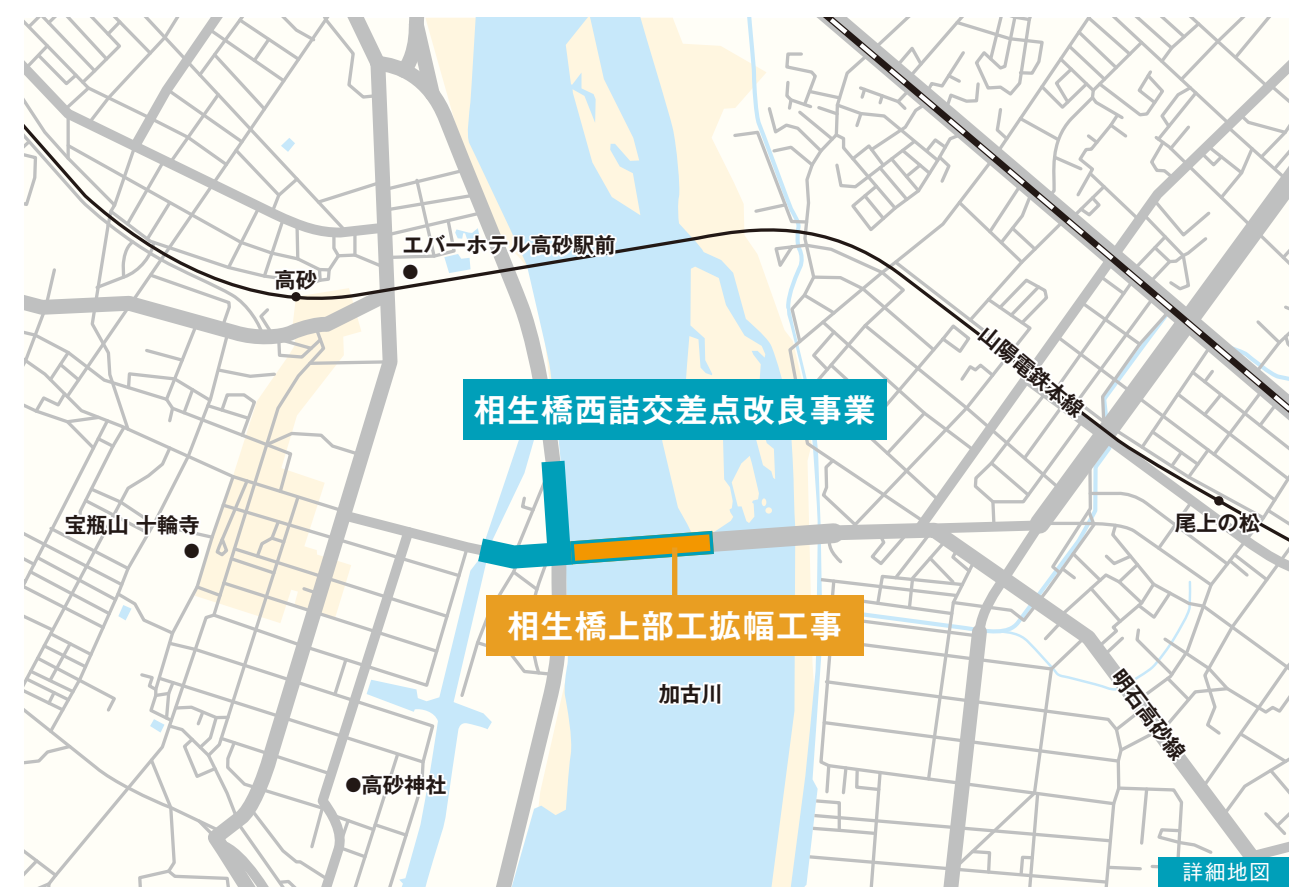 エバーホテル高砂駅前
高砂
山陽電鉄本線
相生橋西詰交差点改良事業
宝瓶山 十輪寺
尾上の松
相生橋上部工拡幅工事
加古川
明石高砂線
高砂神社
詳細地図